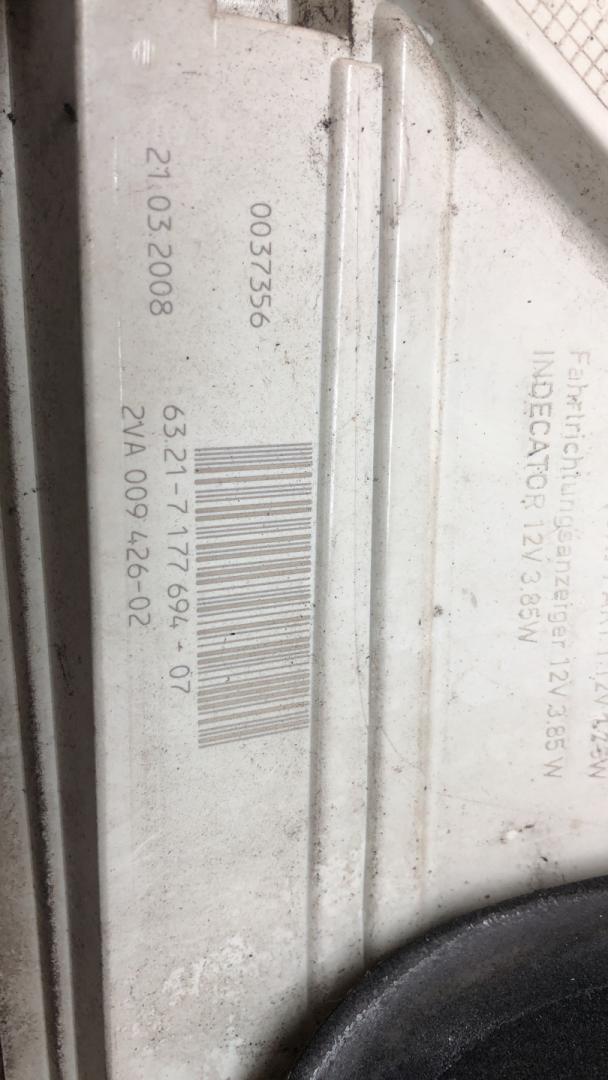 INDECATOR 12V 3.85W
Fahrtrichtungsanzeiger 12V 3.85W
0037356
21.03.2008
63.21-7 177 694 - 07
2VA 009 426-02